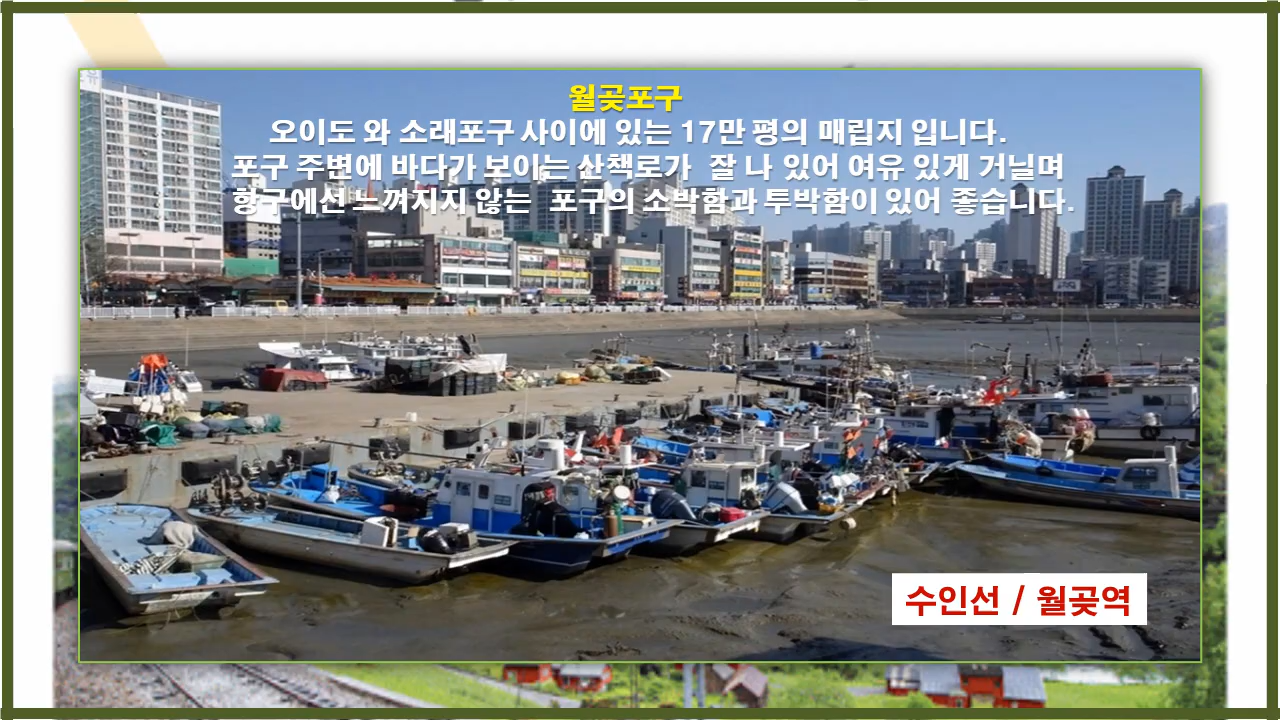 월곶포구
오이도 와 소래포구 사이에 있는 17만 평의 매립지 입니다.
포구 주변에 바다가 보이는 산책로가 잘 나 있어 여유 있게 거닐며
항구에선 느껴지지 않는 포구의 소박함과 투박함이 있어 좋습니다.
수인선 / 월곶역